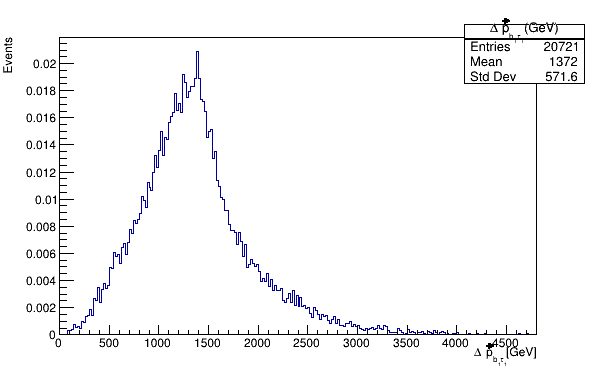 Δ p⃗ b₁τ₁ (GeV)
Entries 20721
Mean 1372
Std Dev 571.6
Events
0.02
0.018
0.016
0.014
0.012
0.01
0.008
0.006
0.004
0.002
0
0 500 1000 1500 2000 2500 3000 3500 4000 4500
Δ p⃗ b₁τ₁ [GeV]